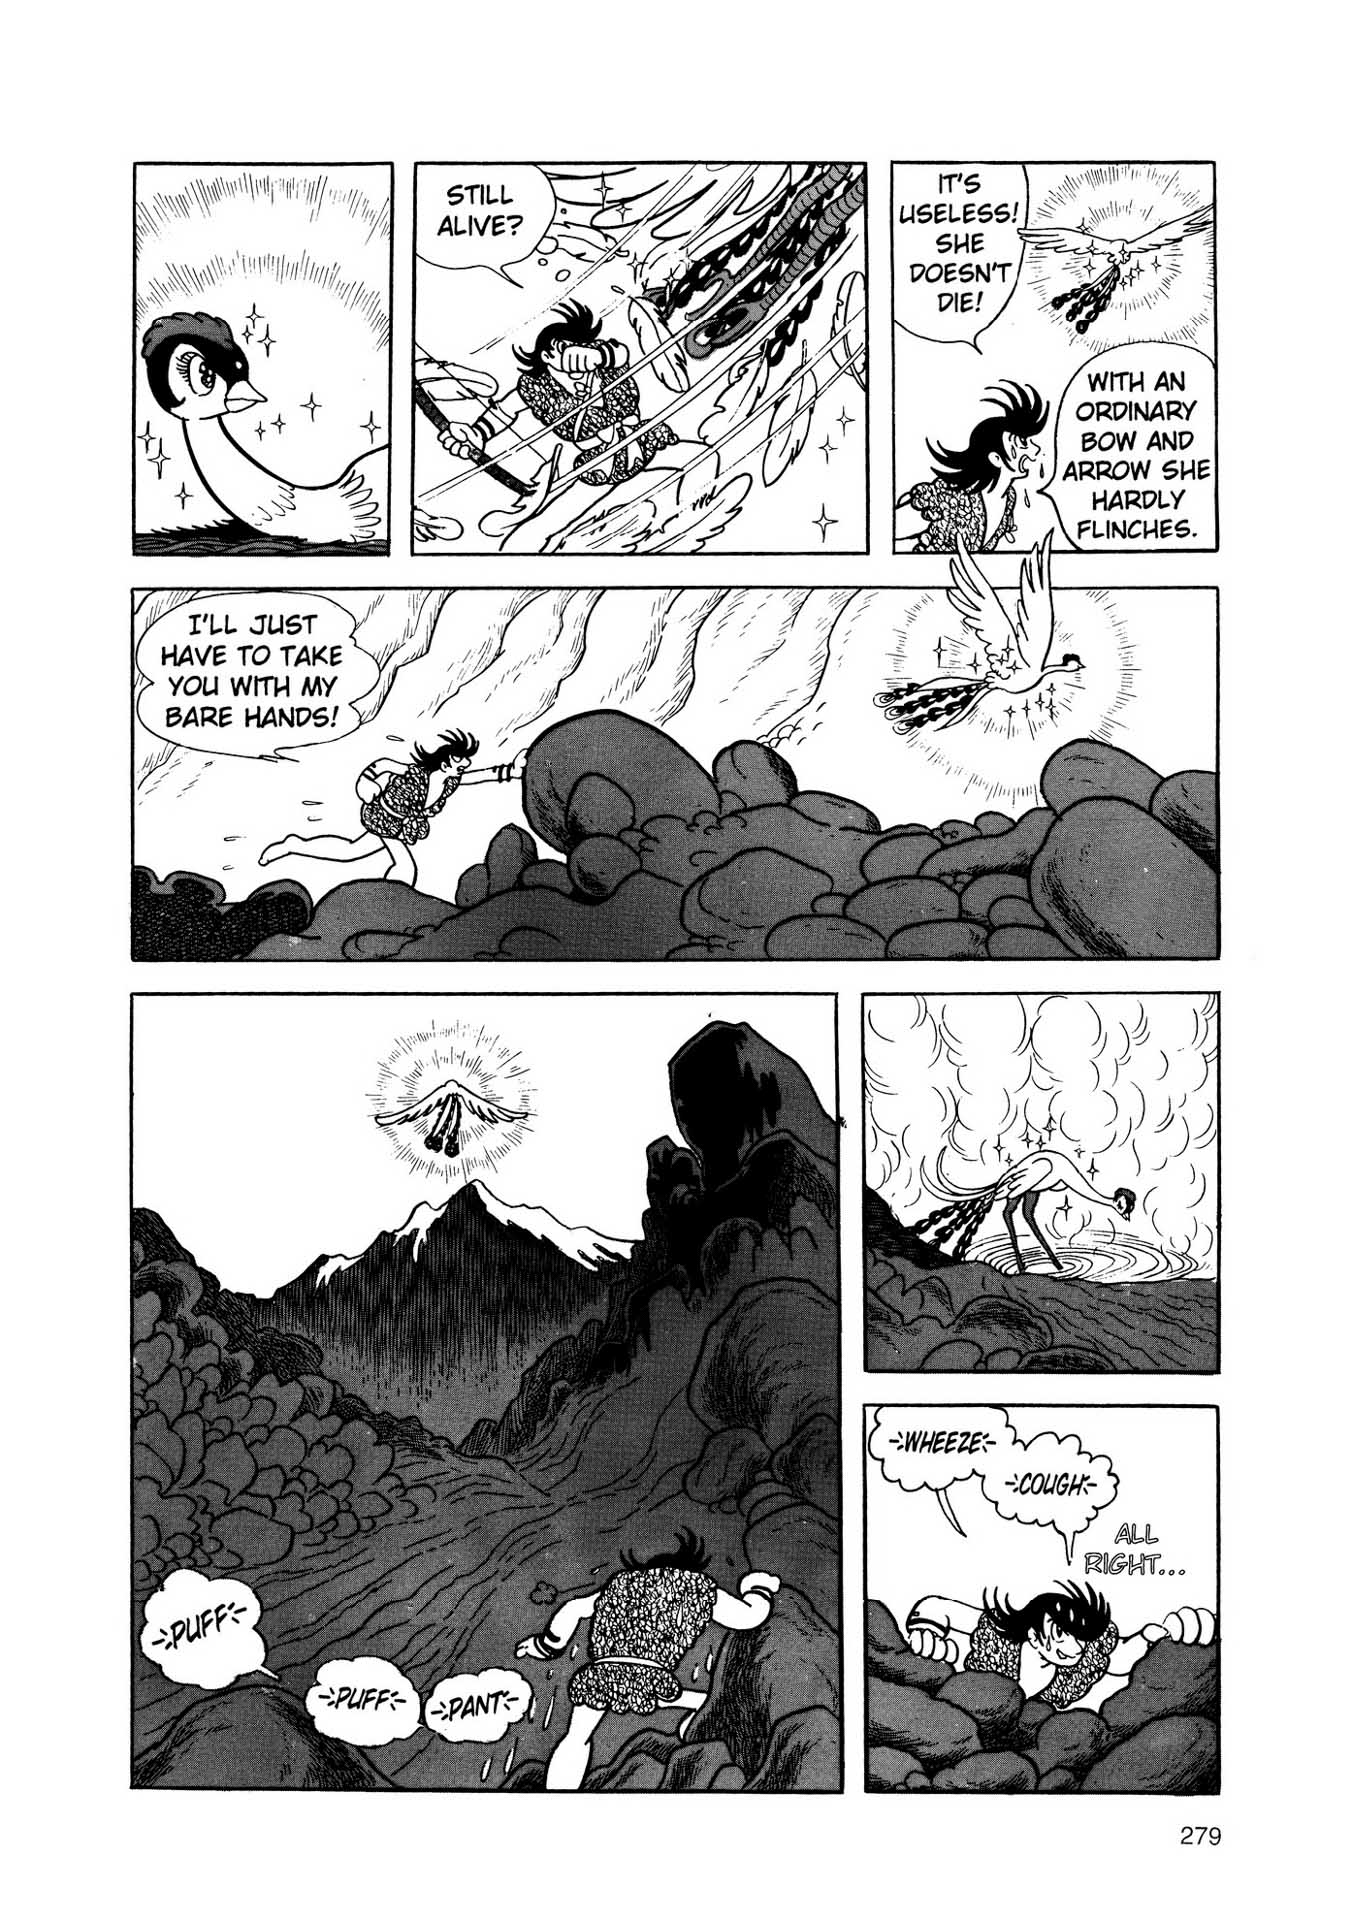 STILL
ALIVE?
IT'S
USELESS!
SHE
DOESN'T
DIE!
WITH AN
ORDINARY
BOW AND
ARROW SHE
HARDLY
FLINCHES.
I'LL JUST
HAVE TO TAKE
YOU WITH MY
BARE HANDS!
PUFF
PUFF
PANT
WHEEZE
COUGH
ALL
RIGHT...
279